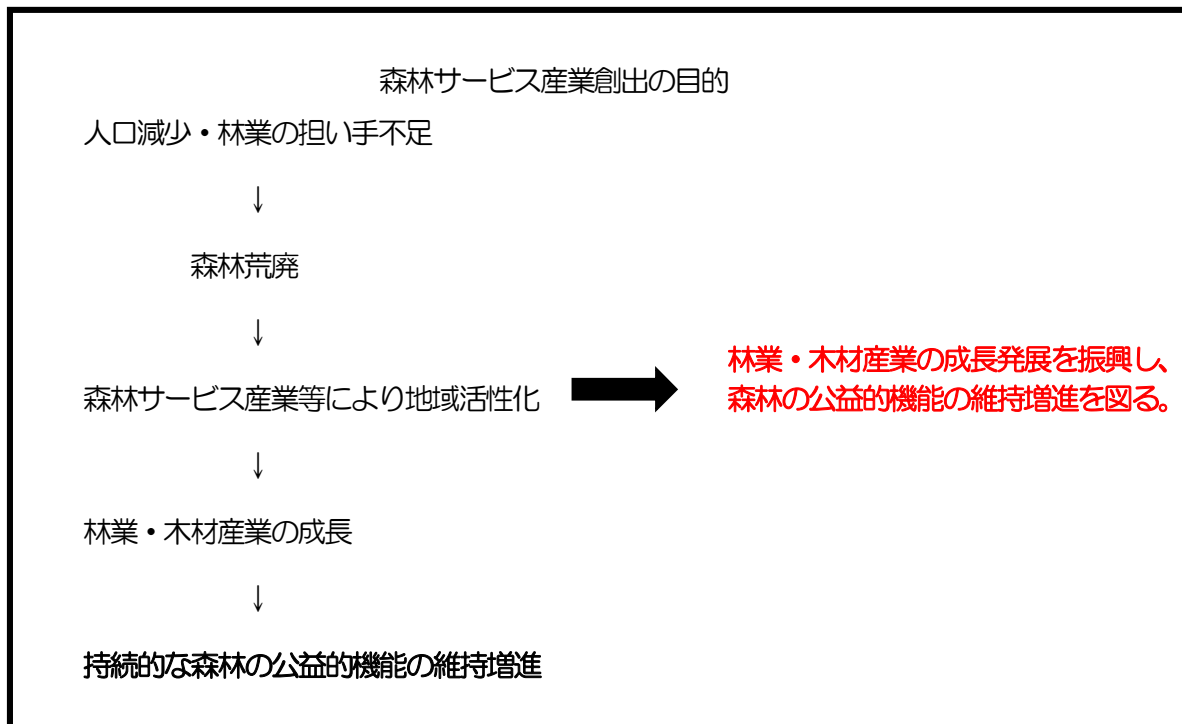 森林サービス産業創出の目的
人口減少・林業の担い手不足
↓
森林荒廃
↓
森林サービス産業等により地域活性化
林業・木材産業の成長発展を振興し、
森林の公益的機能の維持増進を図る。
↓
林業・木材産業の成長
↓
持続的な森林の公益的機能の維持増進